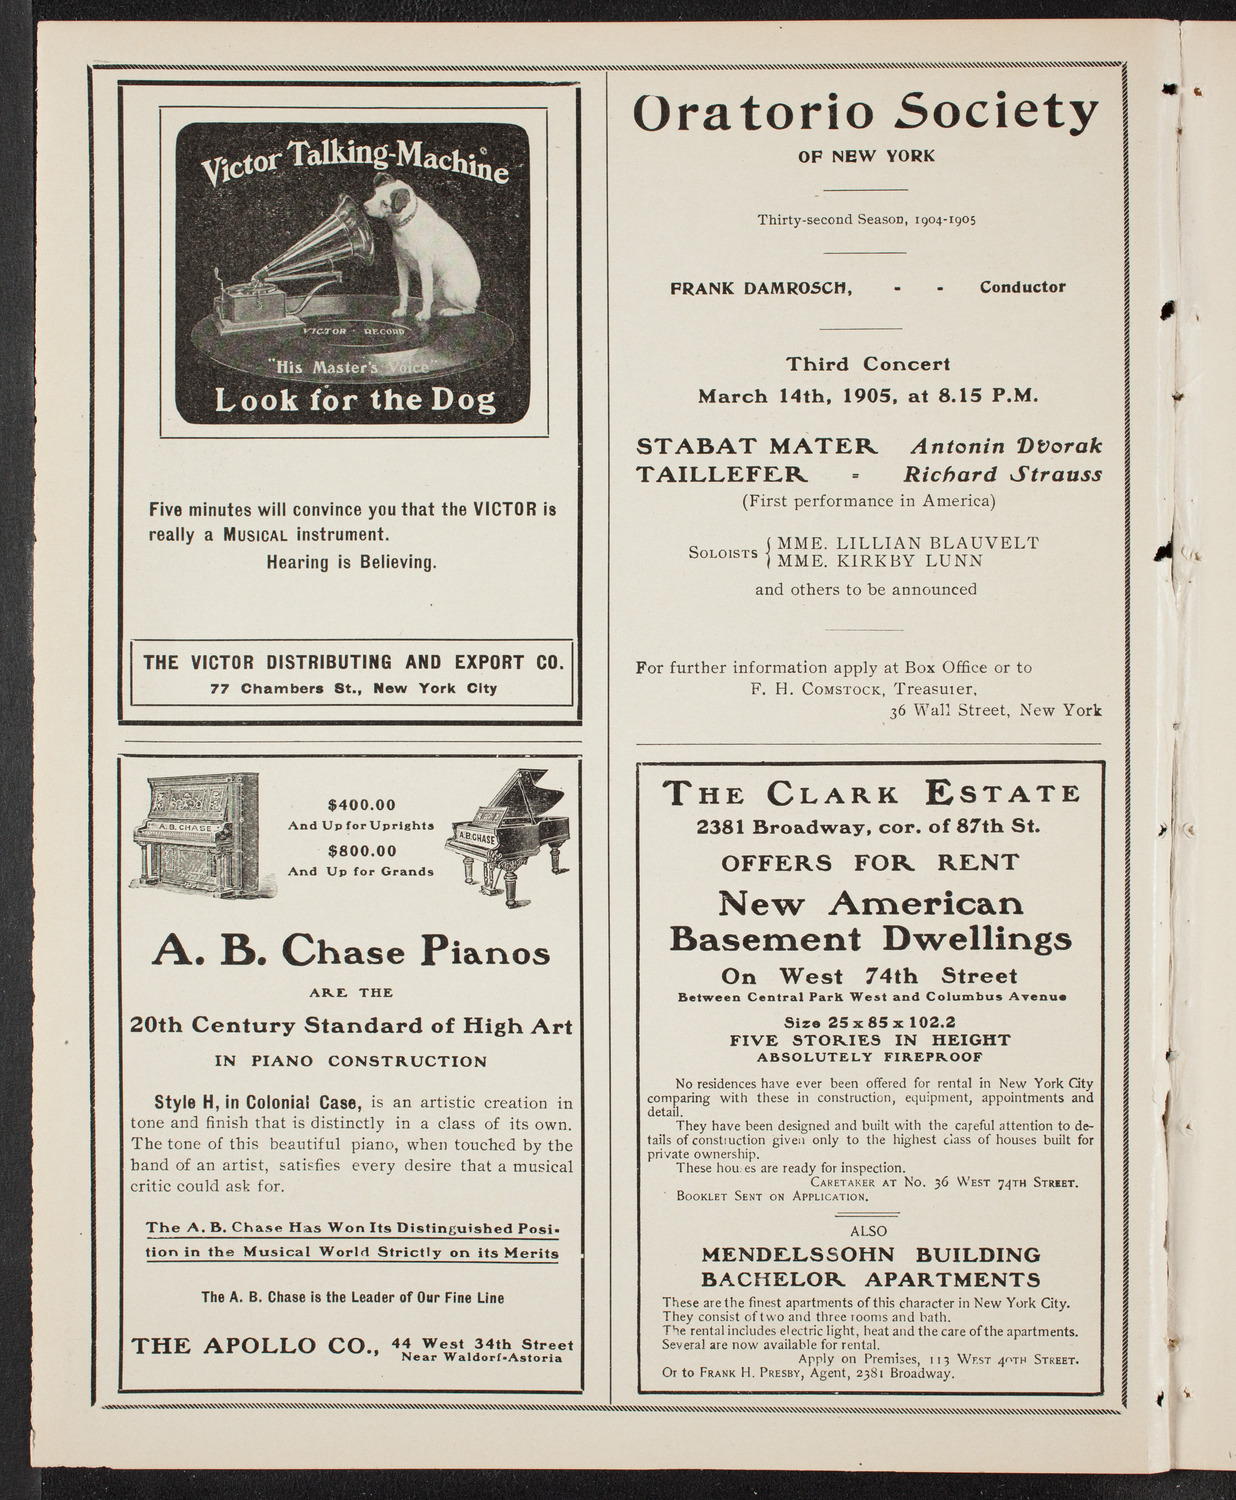 Victor Talking-Machine
VICTOR · RECORD
"His Master's Voice"
Look for the Dog
Five minutes will convince you that the VICTOR is
really a MUSICAL instrument.
Hearing is Believing.
THE VICTOR DISTRIBUTING AND EXPORT CO.
77 Chambers St., New York City
A. B. CHASE
A.B.CHASE
$400.00
And Up for Uprights
$800.00
And Up for Grands
A. B. Chase Pianos
ARE THE
20th Century Standard of High Art
IN PIANO CONSTRUCTION
Style H, in Colonial Case, is an artistic creation in
tone and finish that is distinctly in a class of its own.
The tone of this beautiful piano, when touched by the
hand of an artist, satisfies every desire that a musical
critic could ask for.
The A. B. Chase Has Won Its Distinguished Posi-
tion in the Musical World Strictly on its Merits
The A. B. Chase is the Leader of Our Fine Line
THE APOLLO CO., 44 West 34th Street
Near Waldorf-Astoria
Oratorio Society
OF NEW YORK
Thirty-second Season, 1904-1905
FRANK DAMROSCH, - - Conductor
Third Concert
March 14th, 1905, at 8.15 P.M.
STABAT MATER Antonin Dvorak
TAILLEFER = Richard Strauss
(First performance in America)
SOLOISTS { MME. LILLIAN BLAUVELT
MME. KIRKBY LUNN
and others to be announced
For further information apply at Box Office or to
F. H. COMSTOCK, Treasurer,
36 Wall Street, New York
THE CLARK ESTATE
2381 Broadway, cor. of 87th St.
OFFERS FOR RENT
New American
Basement Dwellings
On West 74th Street
Between Central Park West and Columbus Avenue
Size 25 x 85 x 102.2
FIVE STORIES IN HEIGHT
ABSOLUTELY FIREPROOF
No residences have ever been offered for rental in New York City
comparing with these in construction, equipment, appointments and
detail.
They have been designed and built with the careful attention to de-
tails of construction given only to the highest class of houses built for
private ownership.
These houses are ready for inspection.
CARETAKER AT NO. 36 WEST 74TH STREET.
BOOKLET SENT ON APPLICATION.
ALSO
MENDELSSOHN BUILDING
BACHELOR APARTMENTS
These are the finest apartments of this character in New York City.
They consist of two and three rooms and bath.
The rental includes electric light, heat and the care of the apartments.
Several are now available for rental.
Apply on Premises, 113 WEST 40TH STREET.
Or to FRANK H. PRESBY, Agent, 2381 Broadway.